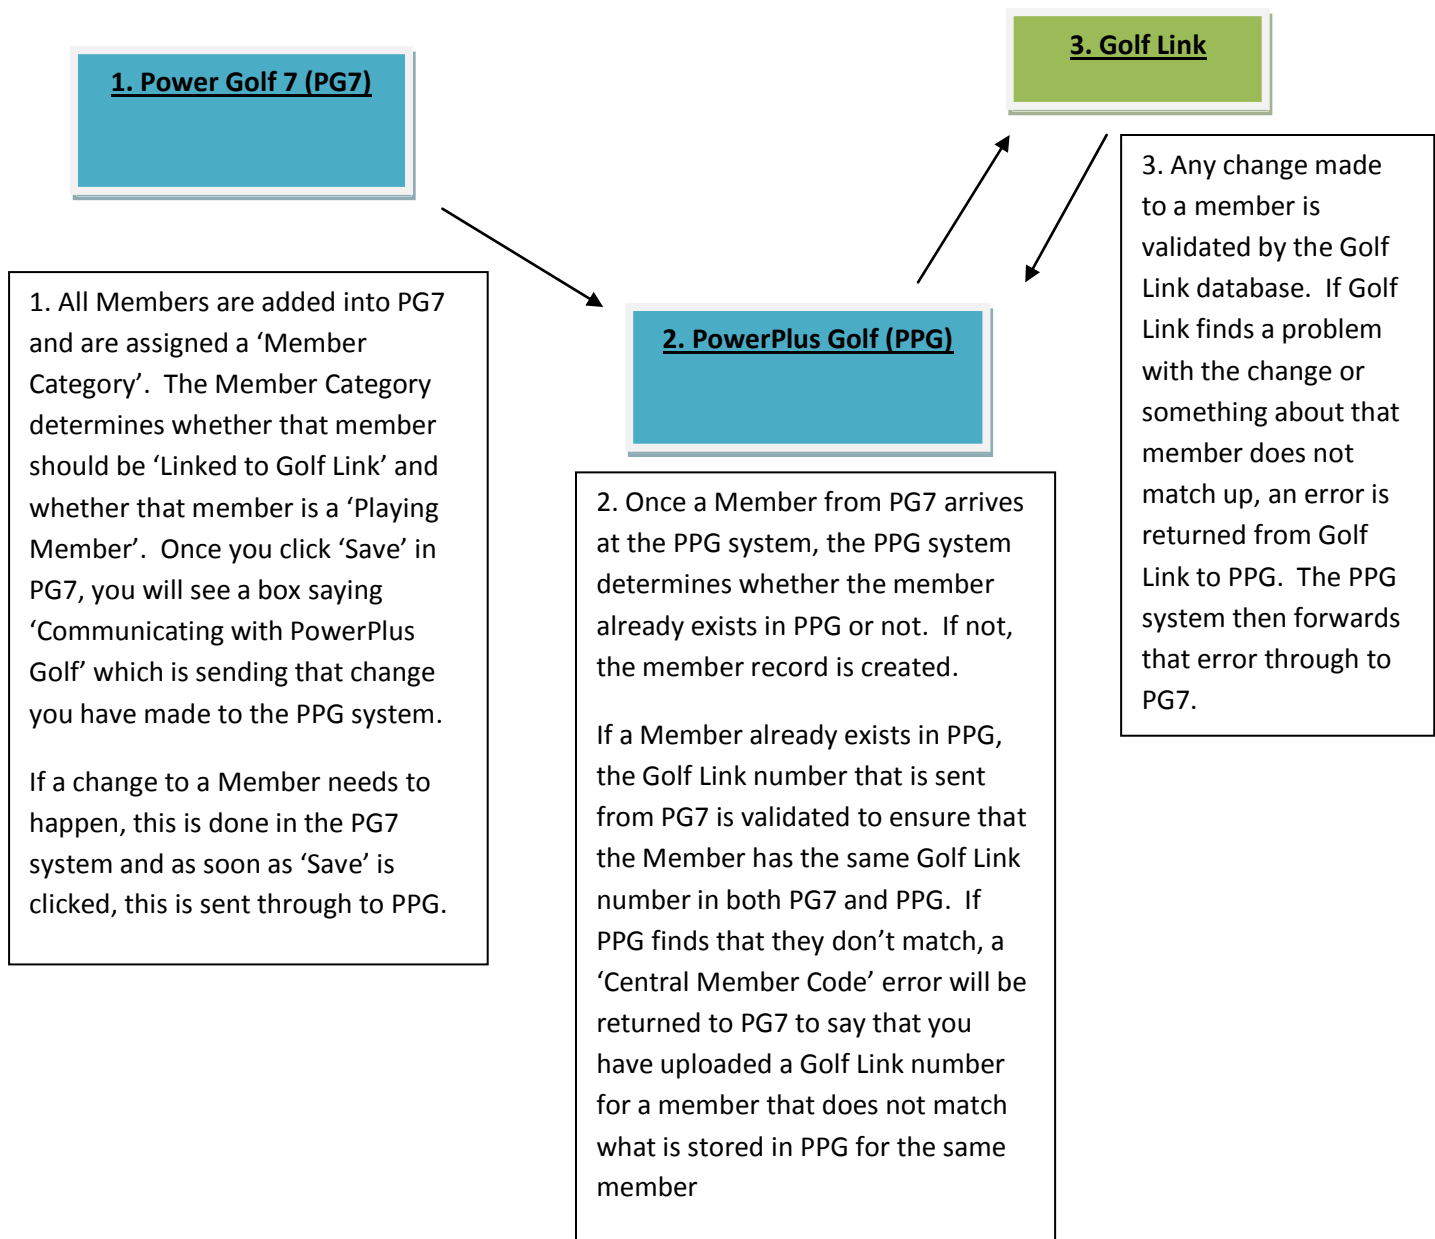 1. Power Golf 7 (PG7)
1. All Members are added into PG7
and are assigned a ‘Member
Category’.  The Member Category
determines whether that member
should be ‘Linked to Golf Link’ and
whether that member is a ‘Playing
Member’.  Once you click ‘Save’ in
PG7, you will see a box saying
‘Communicating with PowerPlus
Golf’ which is sending that change
you have made to the PPG system.
If a change to a Member needs to
happen, this is done in the PG7
system and as soon as ‘Save’ is
clicked, this is sent through to PPG.
2. PowerPlus Golf (PPG)
2. Once a Member from PG7 arrives
at the PPG system, the PPG system
determines whether the member
already exists in PPG or not.  If not,
the member record is created.
If a Member already exists in PPG,
the Golf Link number that is sent
from PG7 is validated to ensure that
the Member has the same Golf Link
number in both PG7 and PPG.  If
PPG finds that they don’t match, a
‘Central Member Code’ error will be
returned to PG7 to say that you
have uploaded a Golf Link number
for a member that does not match
what is stored in PPG for the same
member
3. Golf Link
3. Any change made
to a member is
validated by the Golf
Link database.  If Golf
Link finds a problem
with the change or
something about that
member does not
match up, an error is
returned from Golf
Link to PPG.  The PPG
system then forwards
that error through to
PG7.